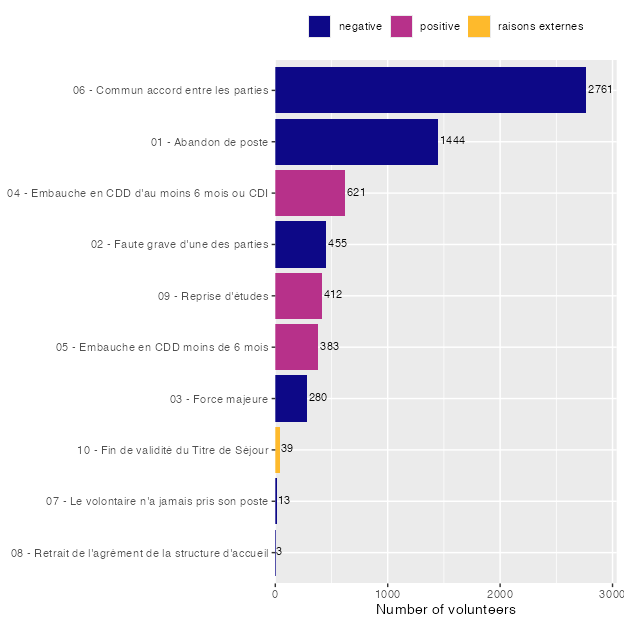 negative positive raisons externes
06 - Commun accord entre les parties 2761
01 - Abandon de poste 1444
04 - Embauche en CDD d'au moins 6 mois ou CDI 621
02 - Faute grave d'une des parties 455
09 - Reprise d'études 412
05 - Embauche en CDD moins de 6 mois 383
03 - Force majeure 280
10 - Fin de validité du Titre de Séjour 39
07 - Le volontaire n'a jamais pris son poste 13
08 - Retrait de l'agrément de la structure d'accueil 3
0 1000 2000 3000
Number of volunteers